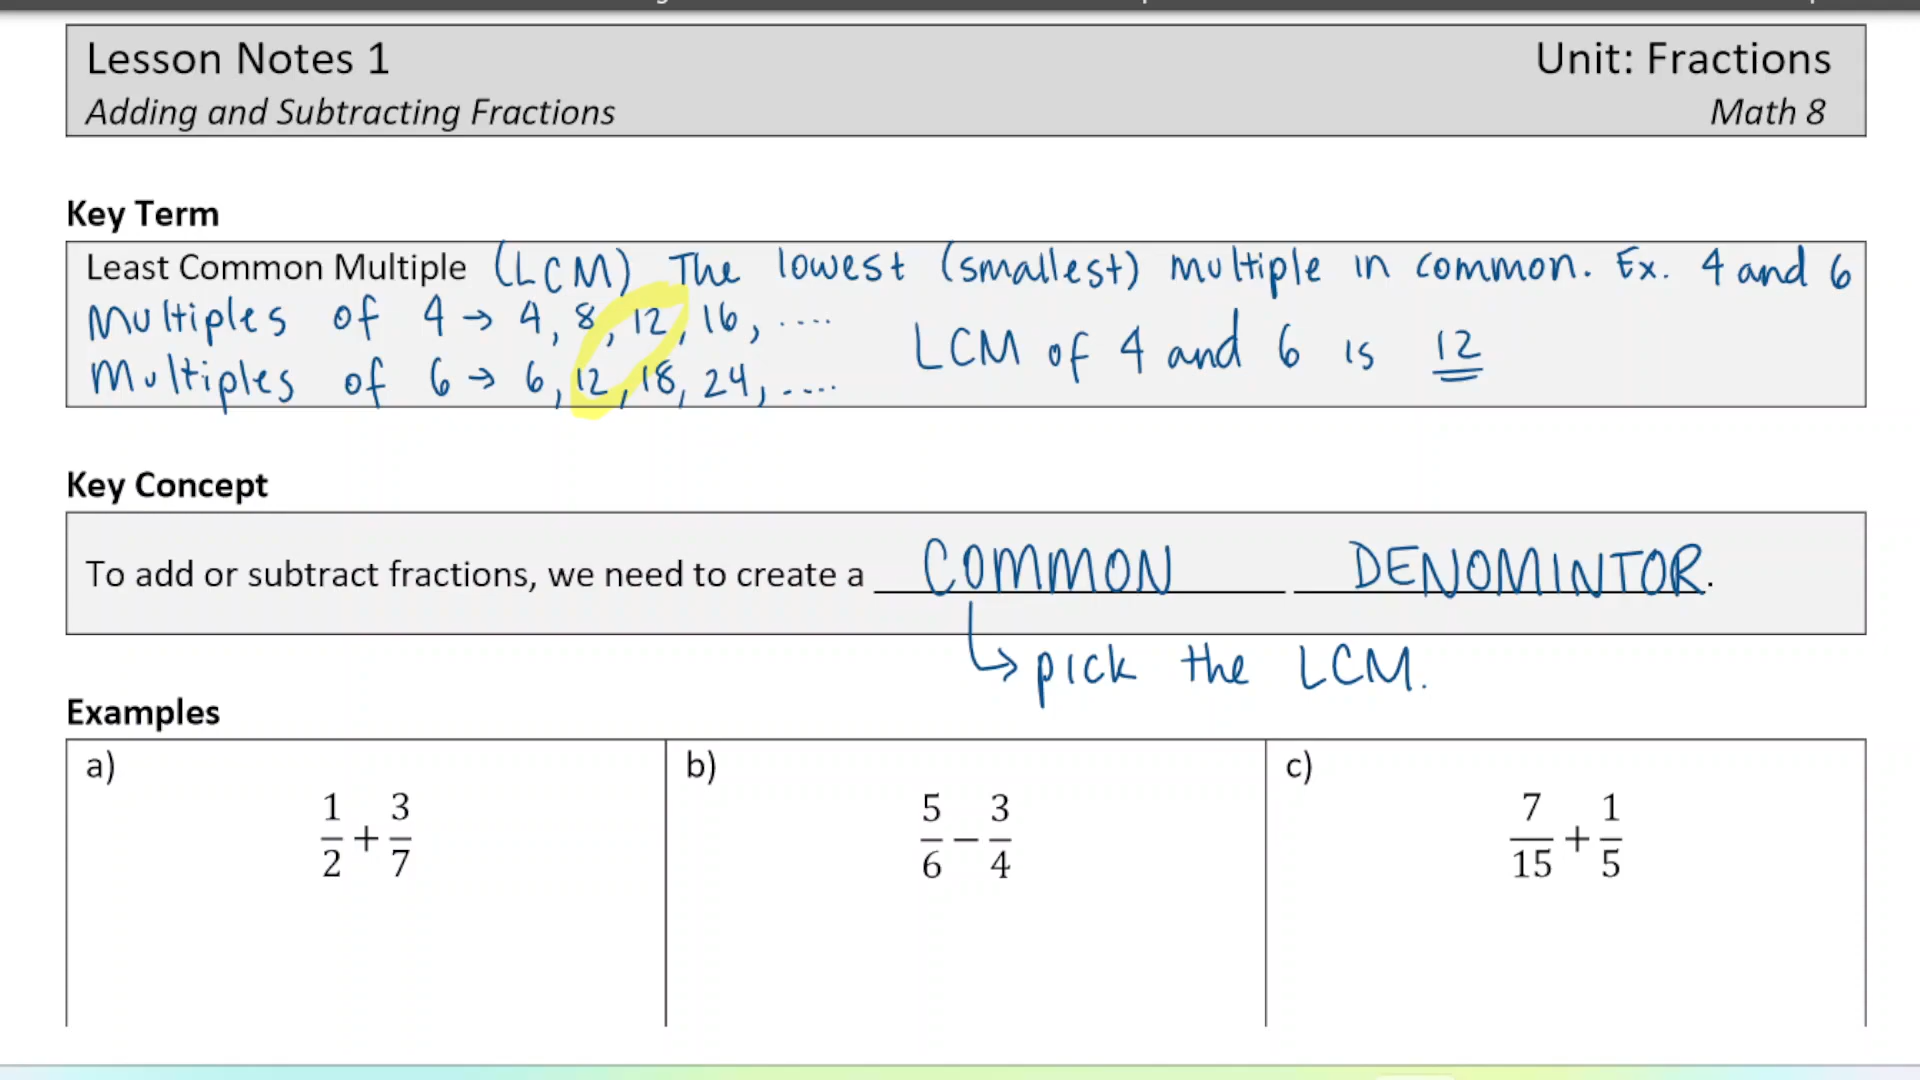 Lesson Notes 1 Unit: Fractions
Adding and Subtracting Fractions Math 8
Key Term
Least Common Multiple (LCM) The lowest (smallest) multiple in common. Ex. 4 and 6
Multiples of 4 → 4, 8, 12, 16, .... LCM of 4 and 6 is 12
Multiples of 6 → 6, 12, 18, 24, ....
Key Concept
To add or subtract fractions, we need to create a COMMON DENOMINTOR.
↳ pick the LCM.
Examples
a) b) c)
1/2 + 3/7 5/6 − 3/4 7/15 + 1/5